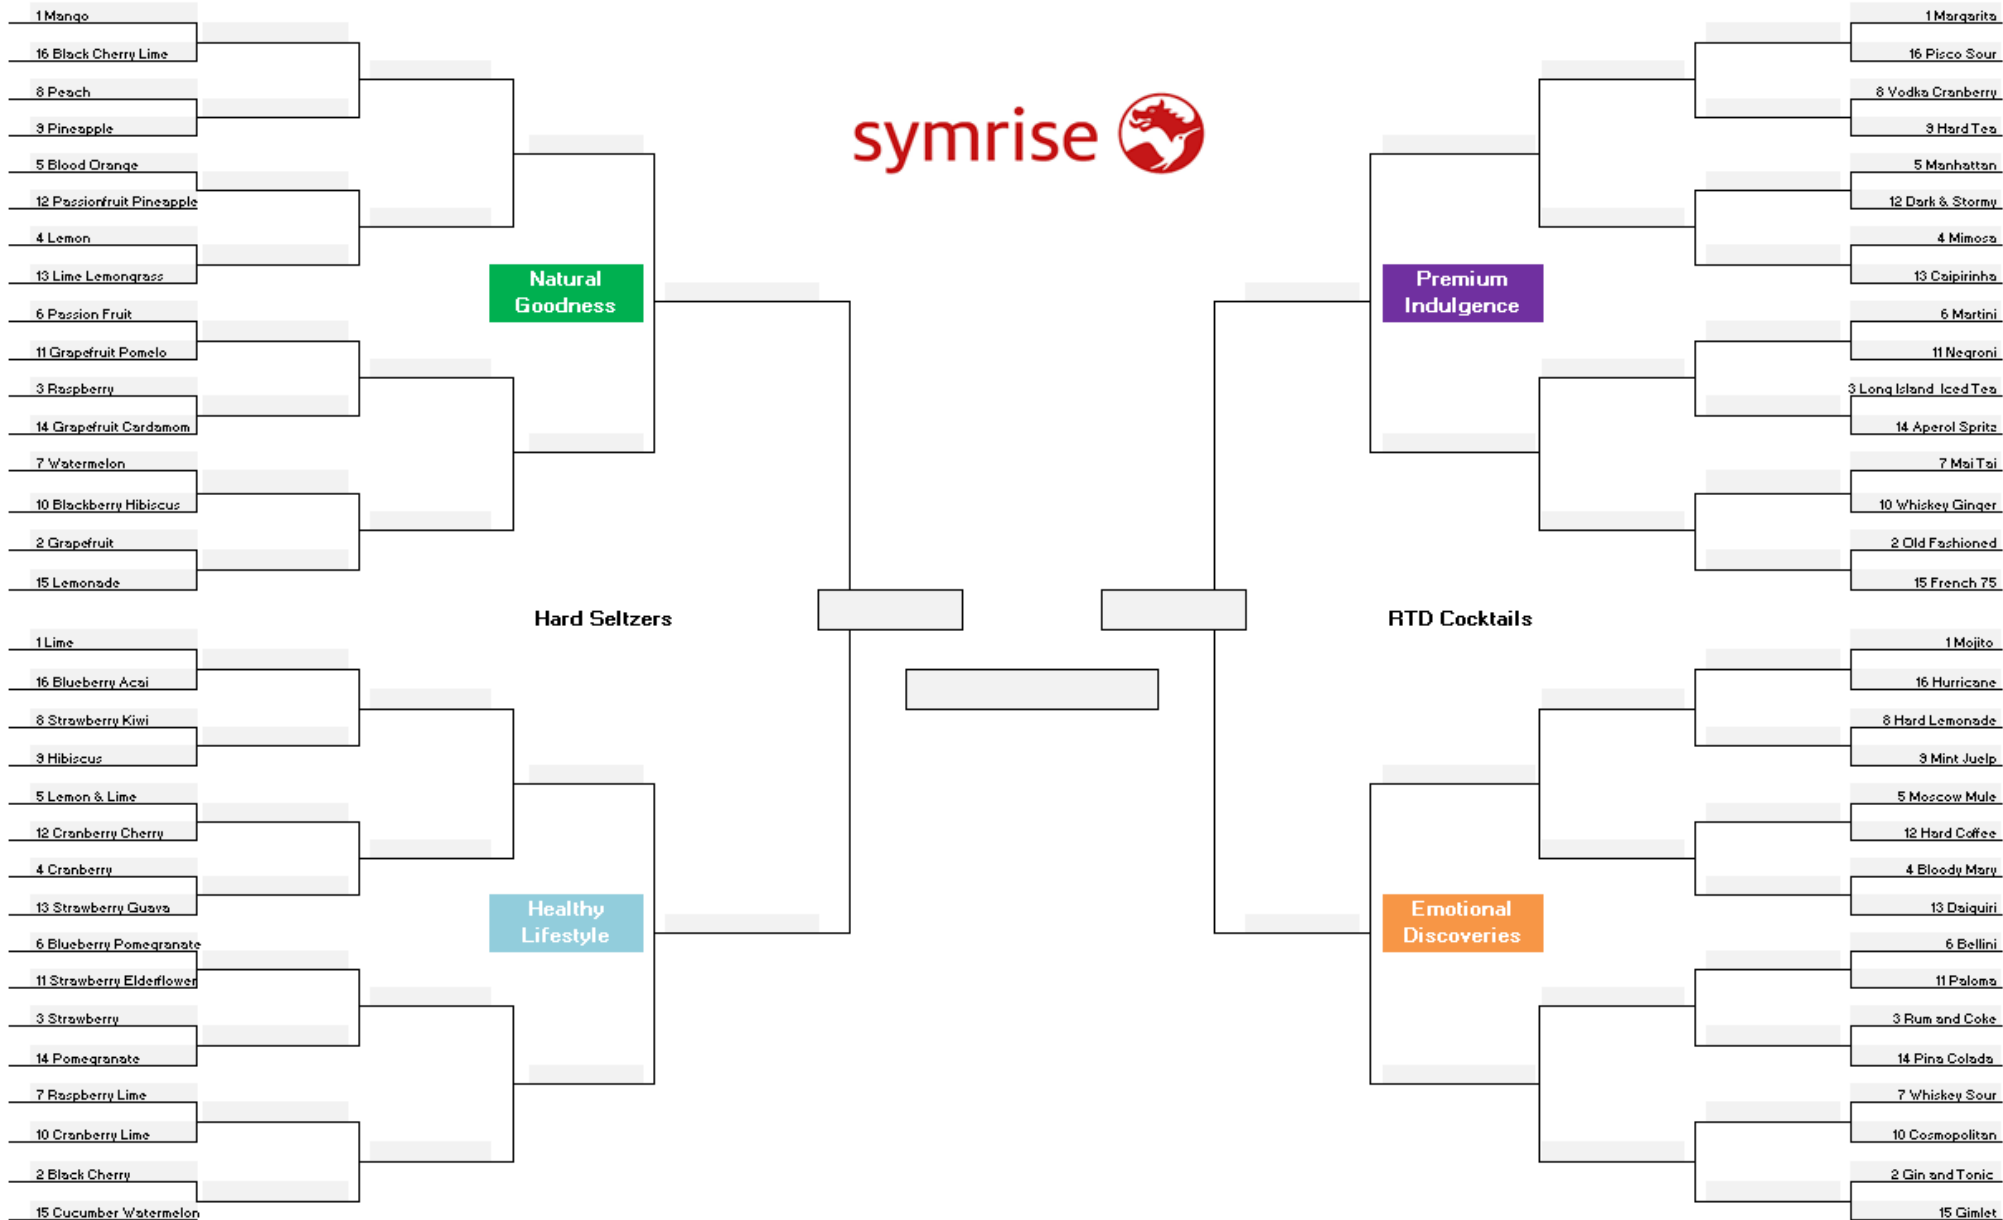 1 Mango
16 Black Cherry Lime
8 Peach
9 Pineapple
5 Blood Orange
12 Passionfruit Pineapple
4 Lemon
13 Lime Lemongrass
6 Passion Fruit
11 Grapefruit Pomelo
3 Raspberry
14 Grapefruit Cardamom
7 Watermelon
10 Blackberry Hibiscus
2 Grapefruit
15 Lemonade
Natural
Goodness
Hard Seltzers
1 Lime
16 Blueberry Acai
8 Strawberry Kiwi
9 Hibiscus
5 Lemon & Lime
12 Cranberry Cherry
4 Cranberry
13 Strawberry Guava
6 Blueberry Pomegranate
11 Strawberry Elderflower
3 Strawberry
14 Pomegranate
7 Raspberry Lime
10 Cranberry Lime
2 Black Cherry
15 Cucumber Watermelon
Healthy
Lifestyle
symrise
1 Margarita
16 Pisco Sour
8 Vodka Cranberry
9 Hard Tea
5 Manhattan
12 Dark & Stormy
4 Mimosa
13 Caipirinha
6 Martini
11 Negroni
3 Long Island Iced Tea
14 Aperol Spritz
7 Mai Tai
10 Whiskey Ginger
2 Old Fashioned
15 French 75
Premium
Indulgence
RTD Cocktails
1 Mojito
16 Hurricane
8 Hard Lemonade
9 Mint Juelp
5 Moscow Mule
12 Hard Coffee
4 Bloody Mary
13 Daiquiri
6 Bellini
11 Paloma
3 Rum and Coke
14 Pina Colada
7 Whiskey Sour
10 Cosmopolitan
2 Gin and Tonic
15 Gimlet
Emotional
Discoveries